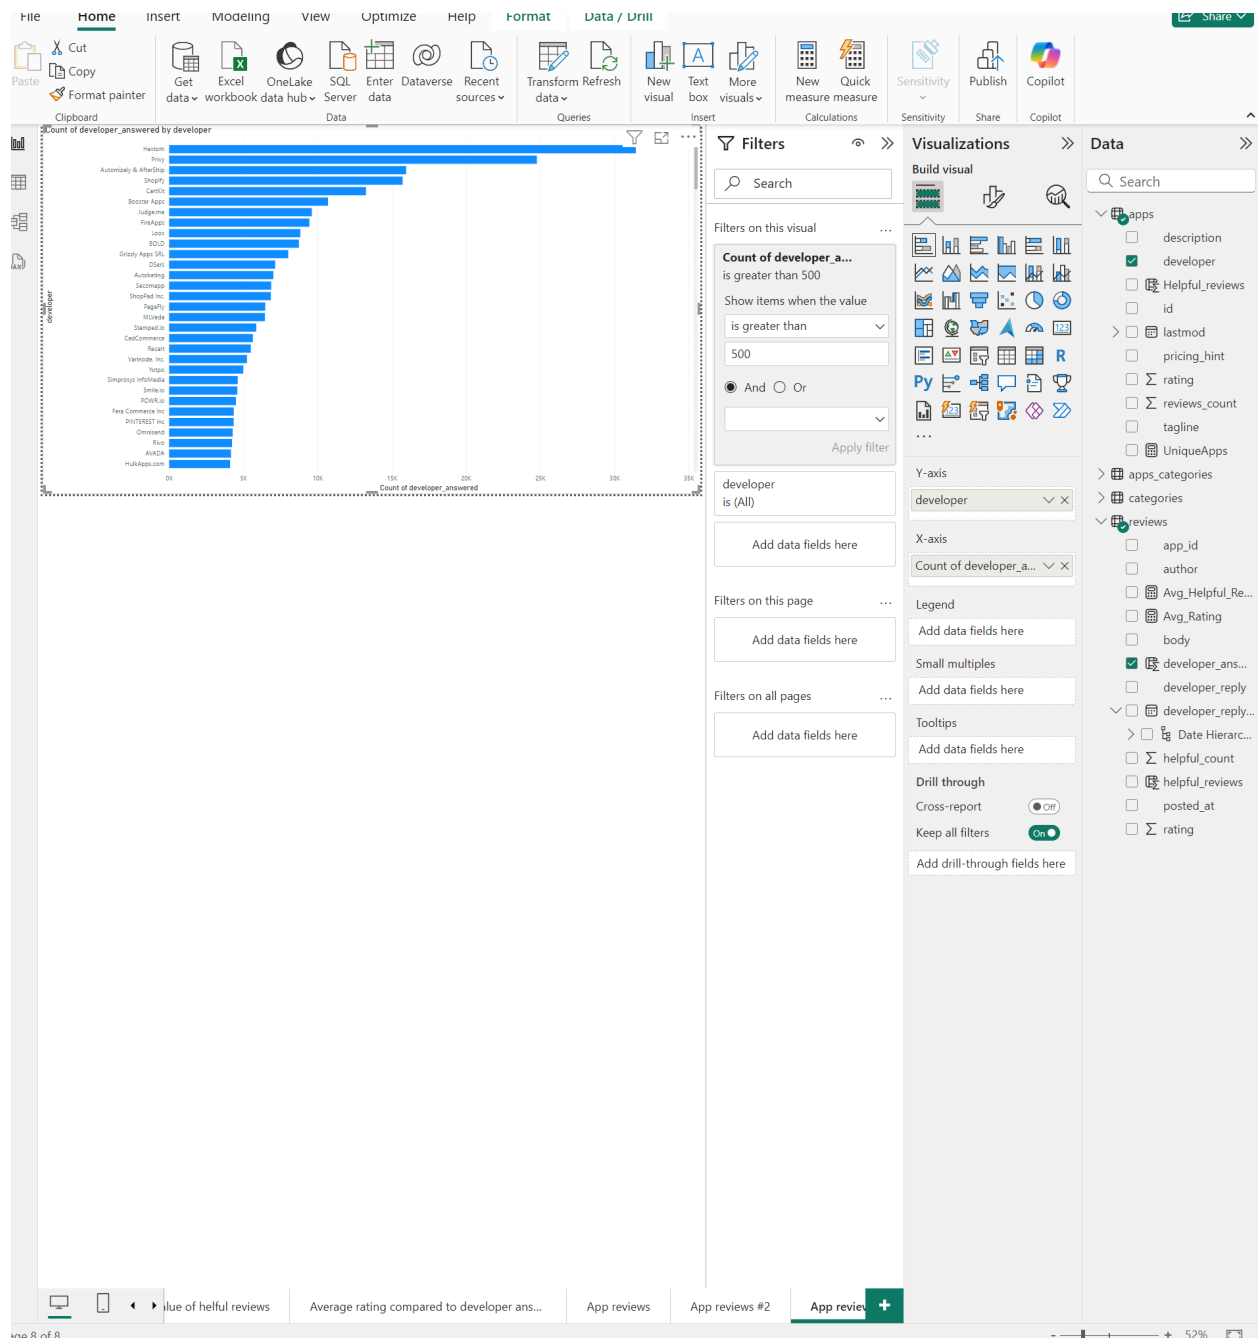 File Home Insert Modeling View Optimize Help Format Data / Drill Share
Paste
Cut
Copy
Format painter
Clipboard
Get data
Excel workbook
OneLake data hub
SQL Server
Enter data
Dataverse
Recent sources
Data
Transform data
Refresh
Queries
New visual
Text box
More visuals
Insert
New measure
Quick measure
Calculations
Sensitivity
Sensitivity
Publish
Share
Copilot
Copilot
Count of developer_answered by developer
developer
Hextom
Privy
Automizely & AfterShip
Shopify
CartKit
Booster Apps
Judge.me
FireApps
Loox
BOLD
Grizzly Apps SRL
DSers
Autoketing
Secomapp
ShopPad Inc.
PageFly
MLVeda
Stamped.io
CedCommerce
Recart
Varinode, Inc.
Yotpo
Simprosys InfoMedia
Smile.io
POWR.io
Fera Commerce Inc
PINTEREST inc
Omnisend
Rivo
AVADA
HulkApps.com
0K 5K 10K 15K 20K 25K 30K 35K
Count of developer_answered
Filters
Search
Filters on this visual ...
Count of developer_a...
is greater than 500
Show items when the value
is greater than
500
And Or
Apply filter
developer
is (All)
Add data fields here
Filters on this page ...
Add data fields here
Filters on all pages ...
Add data fields here
Visualizations
Build visual
123
R
Py
123
...
Y-axis
developer
X-axis
Count of developer_a...
Legend
Add data fields here
Small multiples
Add data fields here
Tooltips
Add data fields here
Drill through
Cross-report Off
Keep all filters On
Add drill-through fields here
Data
Search
apps
description
developer
Helpful_reviews
id
lastmod
pricing_hint
rating
reviews_count
tagline
UniqueApps
apps_categories
categories
reviews
app_id
author
Avg_Helpful_Re...
Avg_Rating
body
developer_ans...
developer_reply
developer_reply...
Date Hierarc...
helpful_count
helpful_reviews
posted_at
rating
lue of helful reviews
Average rating compared to developer ans...
App reviews
App reviews #2
App review
+
age 8 of 8
- + 52%